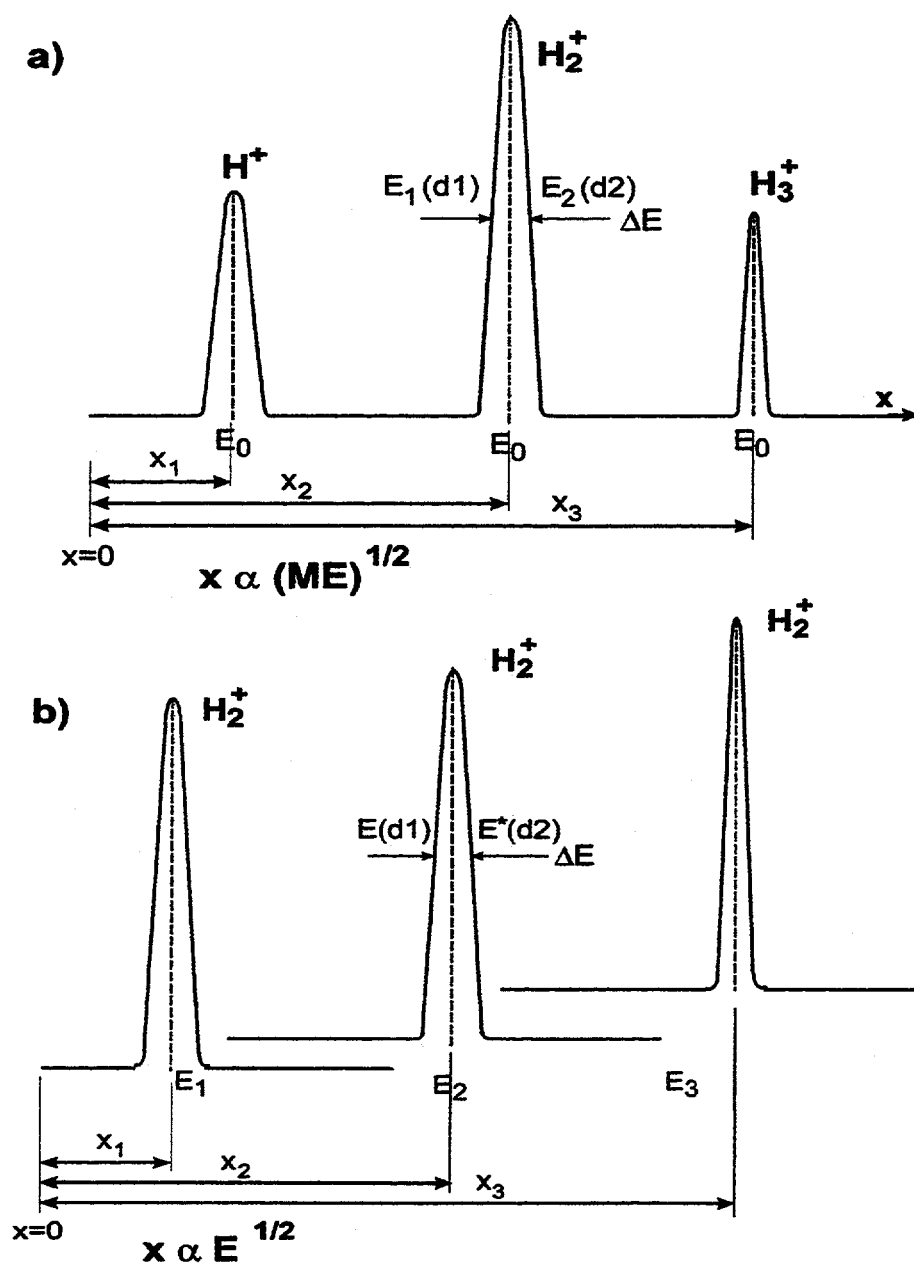 a)
H₂⁺
H⁺
E₁(d1) E₂(d2)
ΔE
H₃⁺
x
E₀ E₀ E₀
x₁
x₂
x₃
x=0
x α (ME)^1/2
b)
H₂⁺ H₂⁺ H₂⁺
E(d1) E*(d2)
ΔE
E₁ E₂ E₃
x₁
x₂
x₃
x=0
x α E^1/2